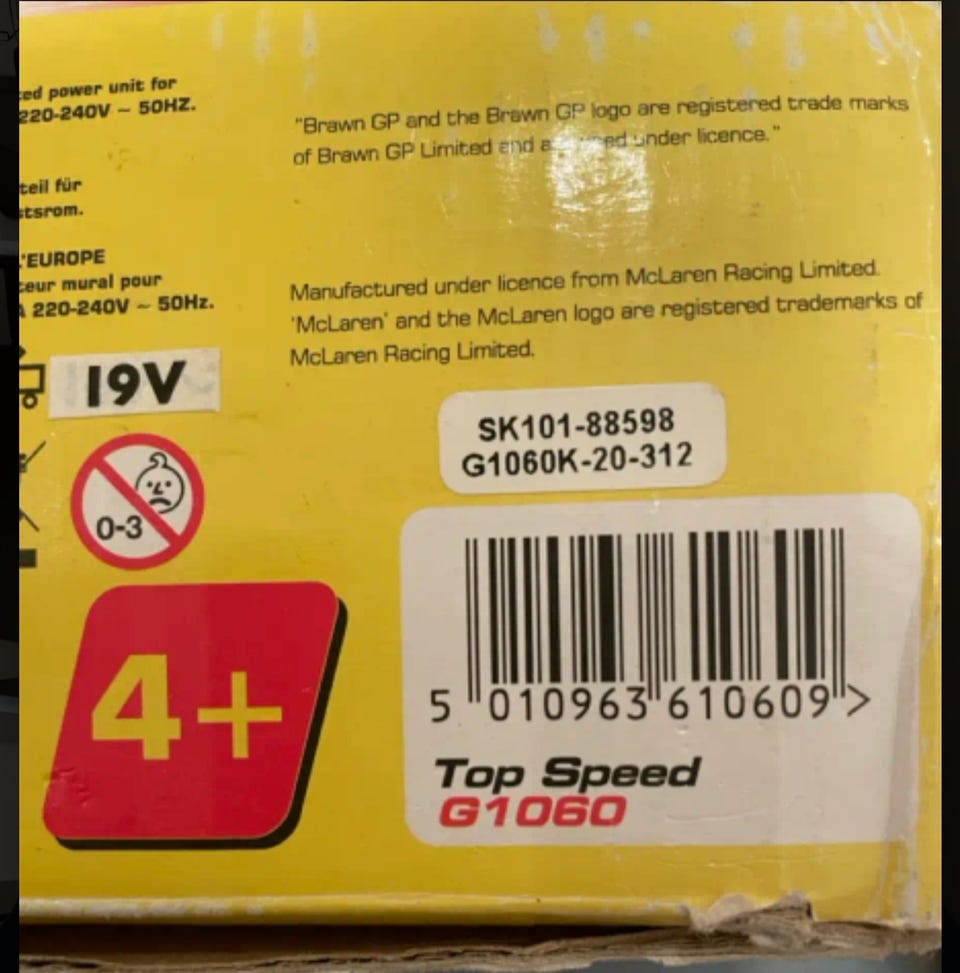 ed power unit for
220-240V ~ 50HZ.
"Brawn GP and the Brawn GP logo are registered trade marks
of Brawn GP Limited and under licence."
teil für
tsrom.
'EUROPE
teur mural pour
A 220-240V ~ 50Hz.
Manufactured under licence from McLaren Racing Limited.
'McLaren' and the McLaren logo are registered trademarks of
McLaren Racing Limited.
19V
SK101-88598
G1060K-20-312
0-3
4+
5 010963 610609 >
Top Speed
G1060